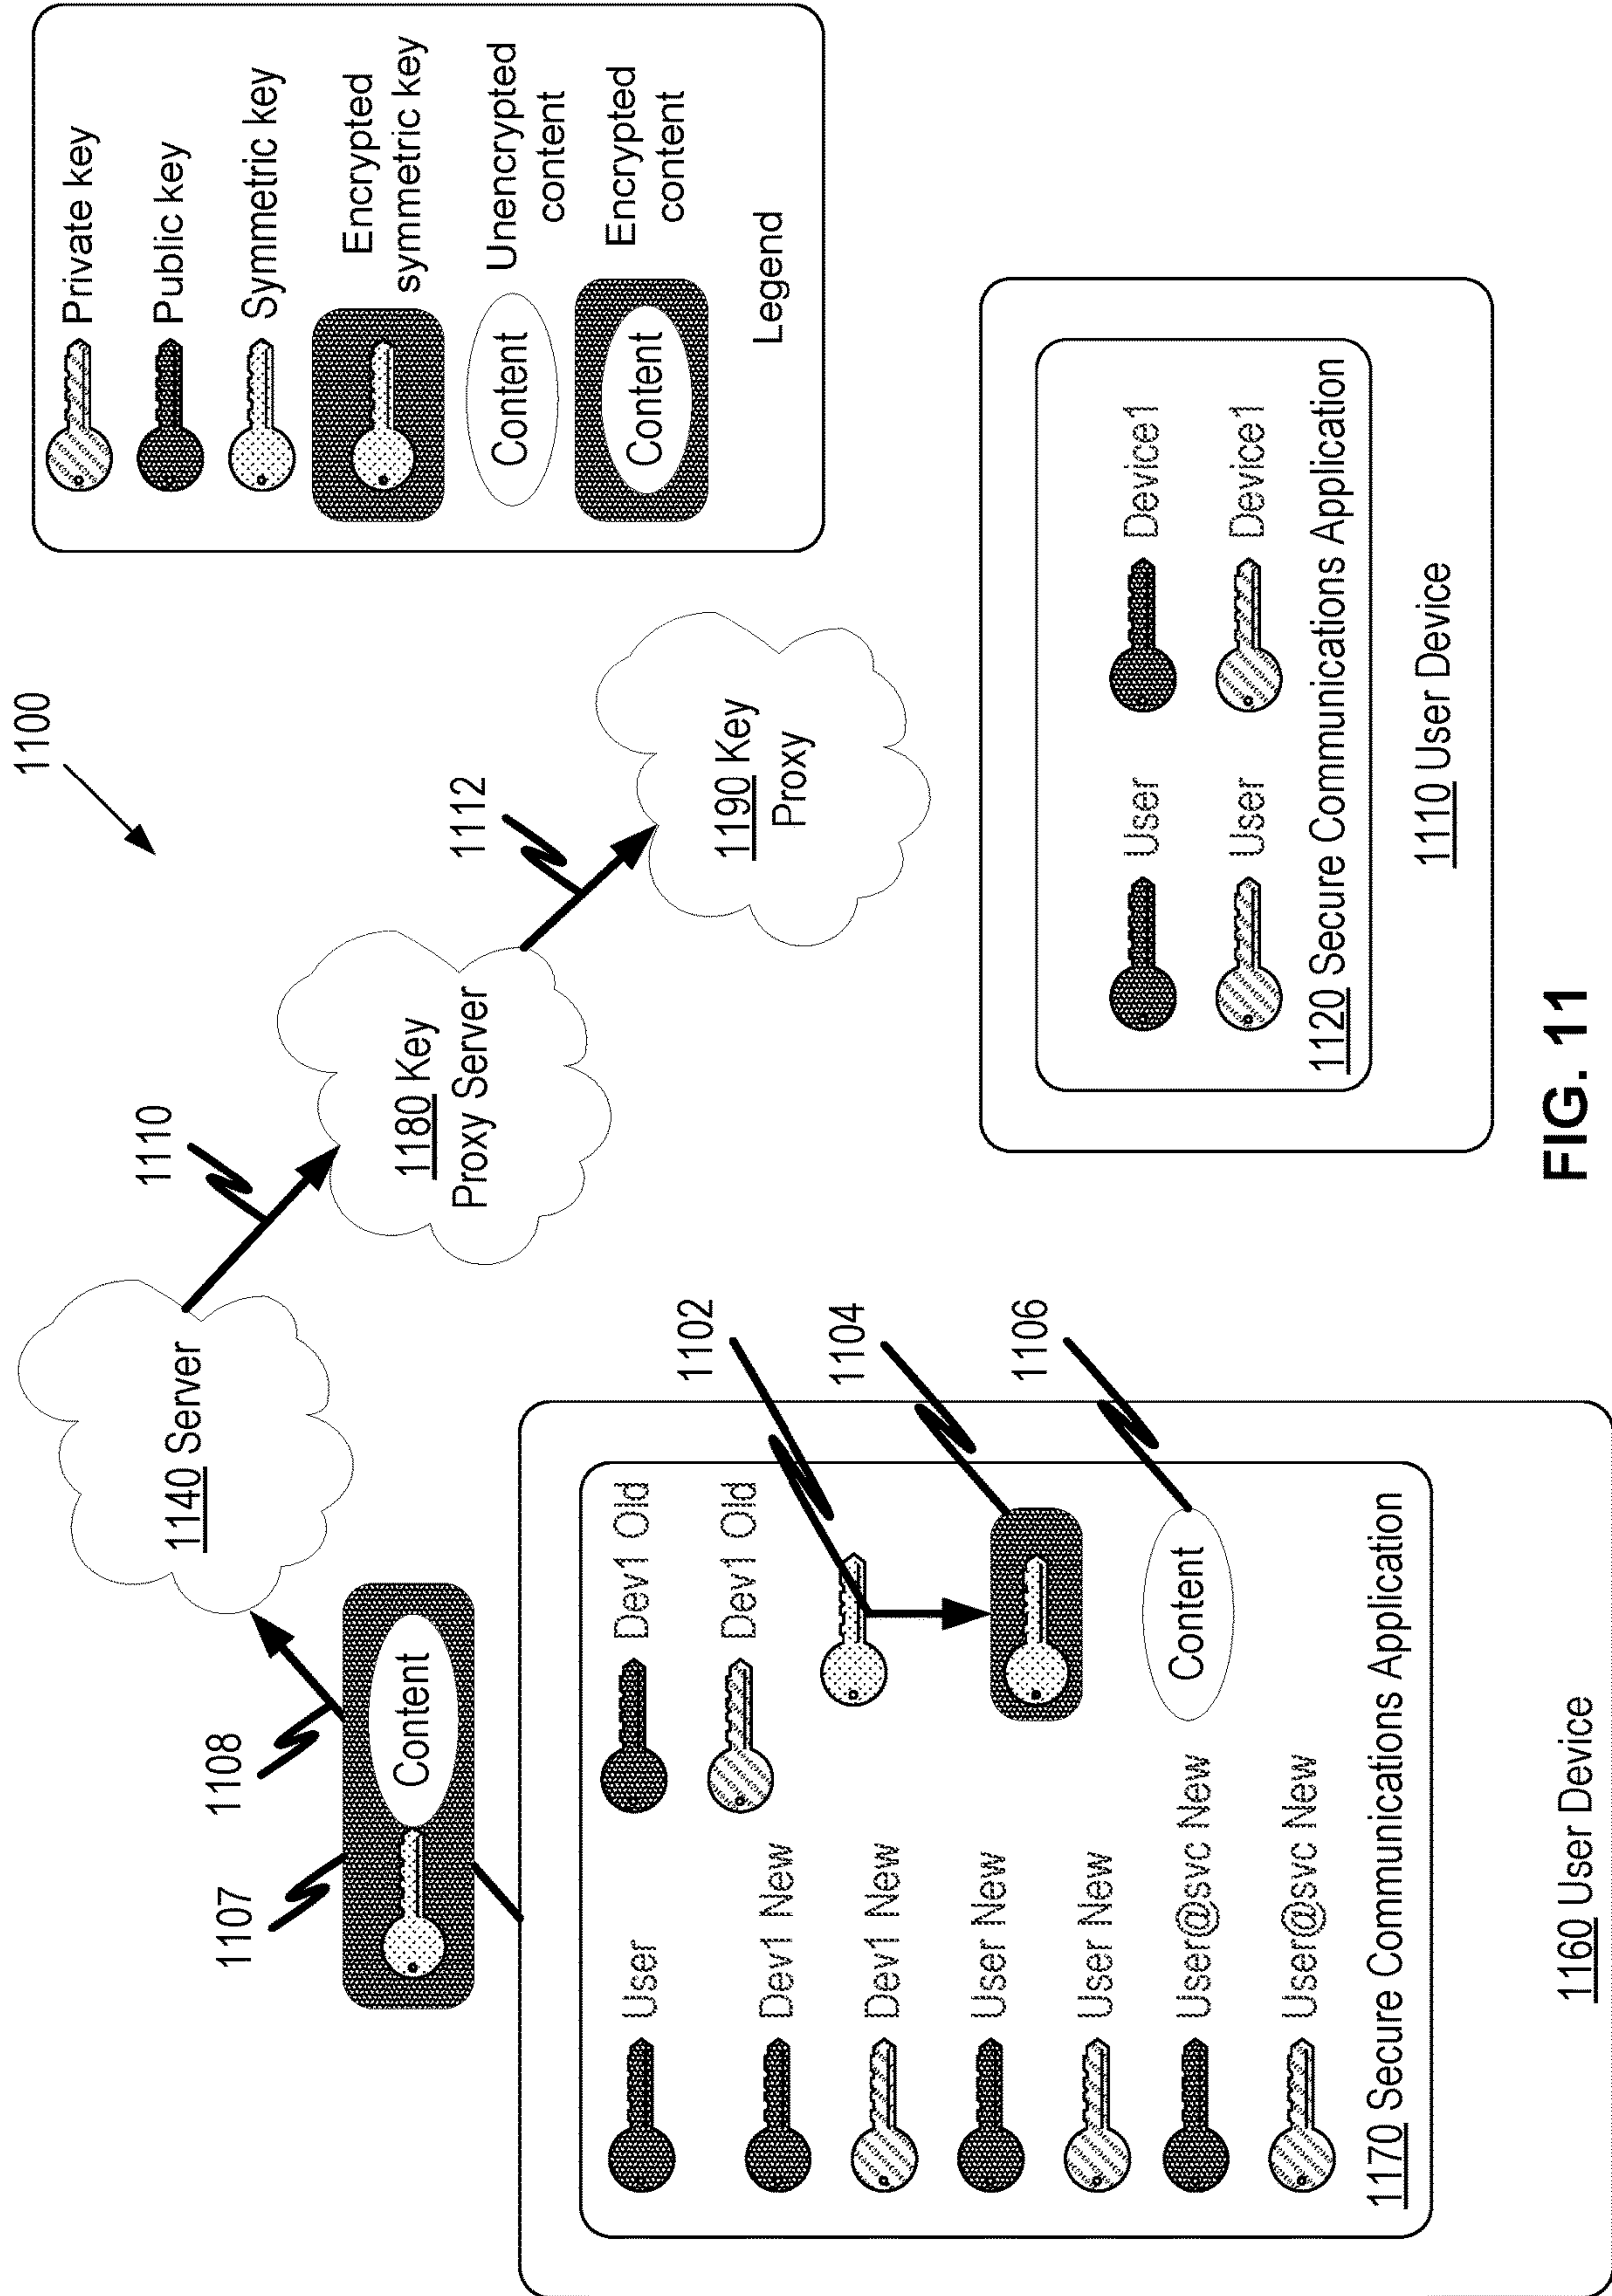 1100
Private key
Public key
Symmetric key
Encrypted
symmetric key
Content
Unencrypted
content
Content
Encrypted
content
Legend
1140 Server
1110
1180 Key
Proxy Server
1112
1190 Key
Proxy
1107
1108
Content
User
Dev1 Old
Dev1 New
Dev1 Old
Dev1 New
User New
User New
User@svc New
User@svc New
Content
1102
1104
1106
1170 Secure Communications Application
1160 User Device
User
Device1
User
Device1
1120 Secure Communications Application
1110 User Device
FIG. 11